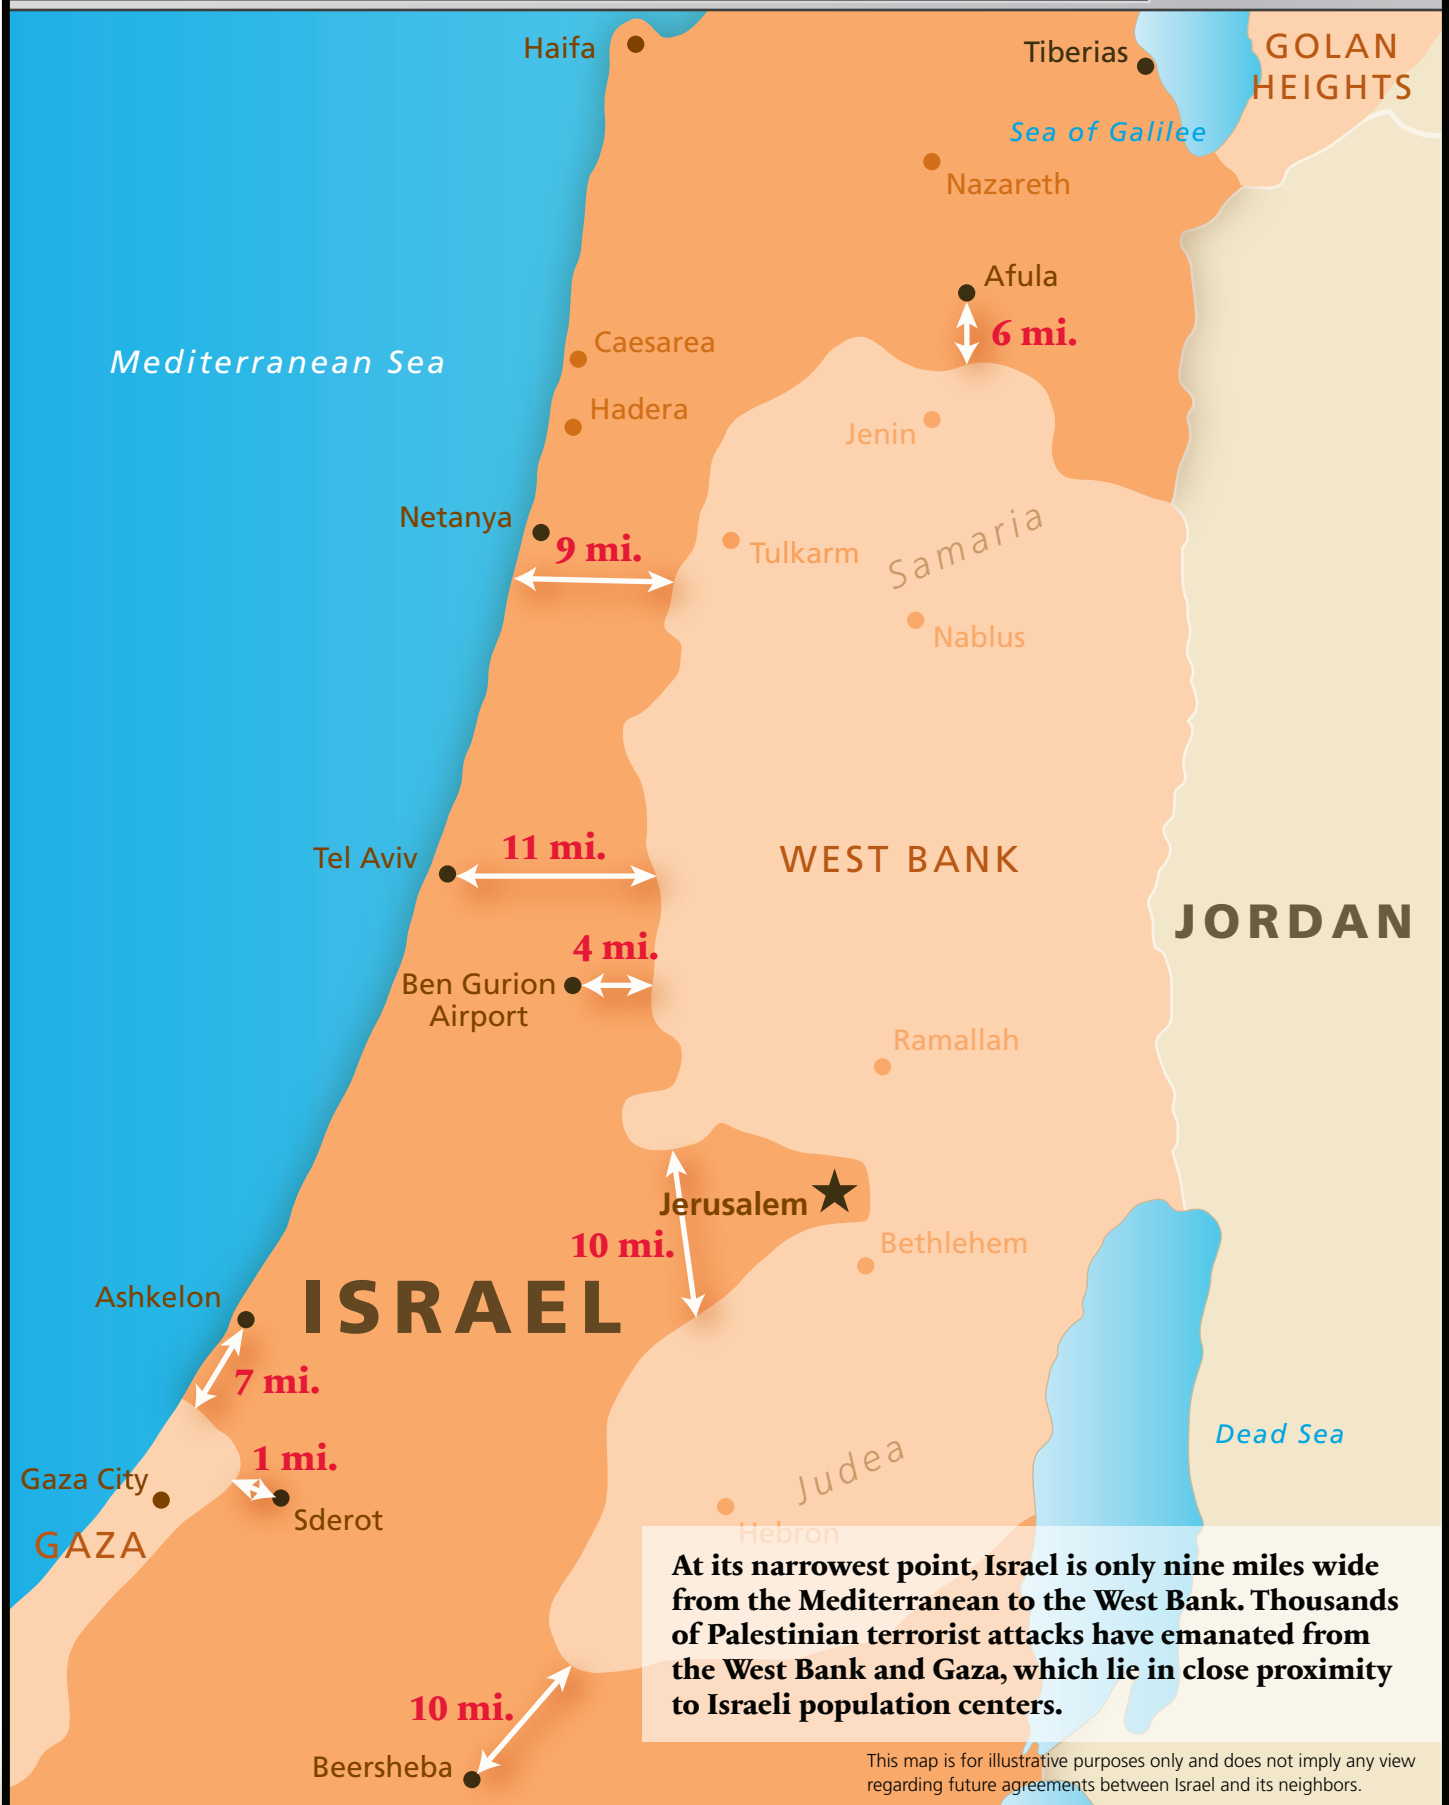 Haifa
Tiberias
GOLAN
HEIGHTS
Sea of Galilee
Nazareth
Afula
6 mi.
Mediterranean Sea
Caesarea
Hadera
Jenin
Netanya
9 mi.
Tulkarm
Samaria
Nablus
Tel Aviv
11 mi.
WEST BANK
JORDAN
4 mi.
Ben Gurion
Airport
Ramallah
Jerusalem
10 mi.
Bethlehem
Ashkelon
ISRAEL
7 mi.
Dead Sea
1 mi.
Judea
Gaza City
Sderot
Hebron
GAZA
At its narrowest point, Israel is only nine miles wide
from the Mediterranean to the West Bank. Thousands
of Palestinian terrorist attacks have emanated from
the West Bank and Gaza, which lie in close proximity
to Israeli population centers.
10 mi.
Beersheba
This map is for illustrative purposes only and does not imply any view
regarding future agreements between Israel and its neighbors.